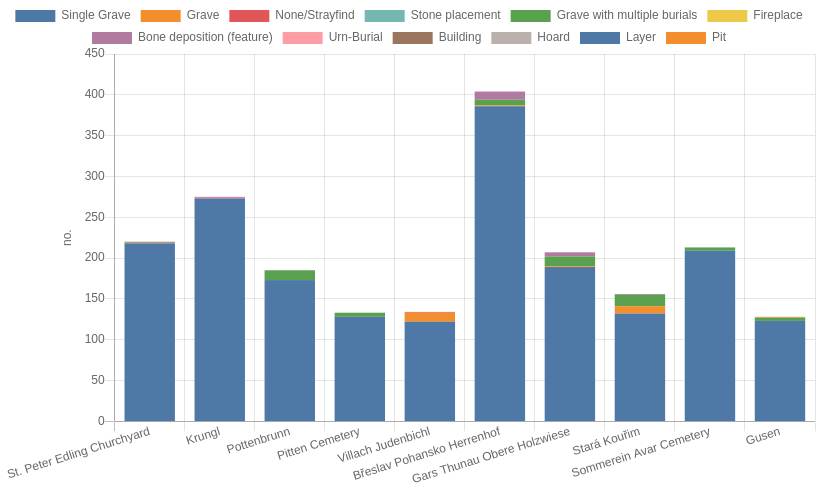 Single Grave Grave None/Strayfind Stone placement Grave with multiple burials Fireplace
Bone deposition (feature) Urn-Burial Building Hoard Layer Pit
450
400
350
300
250
200
150
100
50
0
no.
St. Peter Edling Churchyard
Krungl
Pottenbrunn
Pitten Cemetery
Villach Judenbichl
Břeslav Pohansko Herrenhof
Gars Thunau Obere Holzwiese
Stará Kouřim
Sommerein Avar Cemetery
Gusen